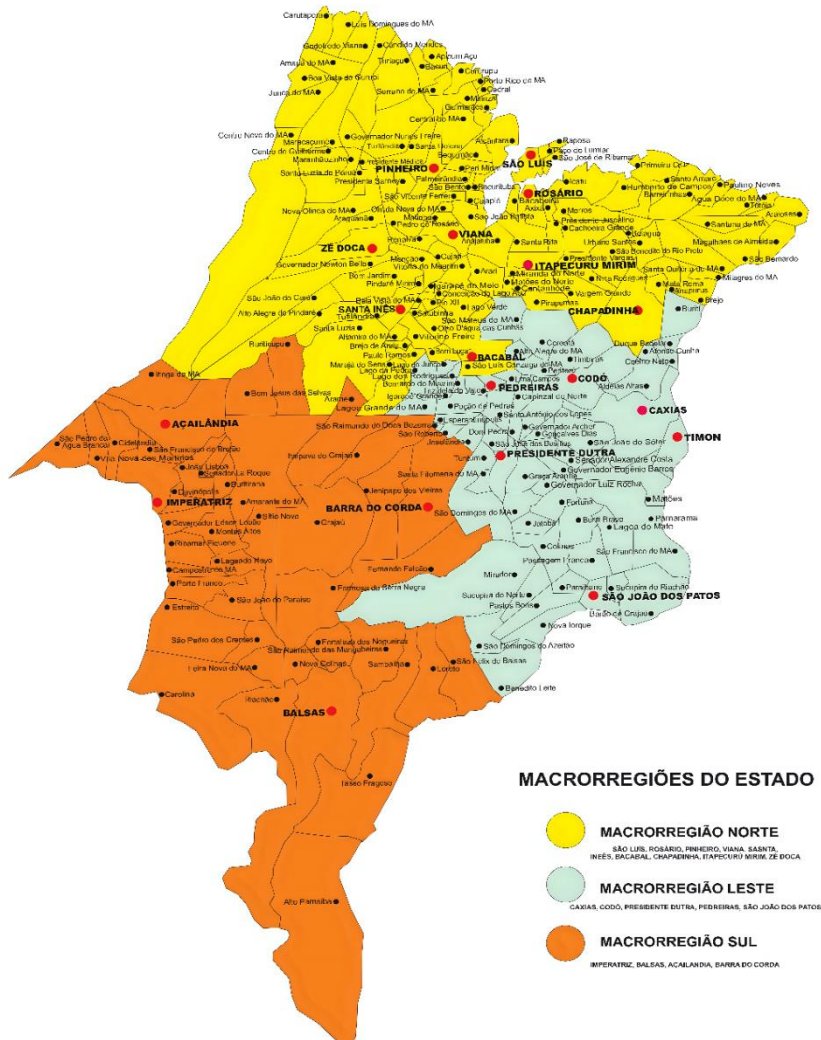 Carutapera
Luís Domingues do MA
Godofredo Viana
Cândido Mendes
Amapá do MA
Turiaçu
Apicum Açu
Bacuri
Cururupu
Boa Vista do Gurupi
Porto Rico do MA
Cedral
Junco do MA
Serrano do MA
Mirinzal
Guimarães
Central do MA
Centro Novo do MA
Governador Nunes Freire
Alcântara
Raposa
Maracaçumé
Turilândia
Santa Helena
Paço do Lumiar
Centro do Guilherme
Bequimão
SÃO LUÍS
São José de Ribamar
Maranhãozinho
Presidente Médici
PINHEIRO
Peri Mirim
Primeira Cruz
Santa Luzia do Paruá
Presidente Sarney
Palmeirândia
Icatu
Santo Amaro
São Bento
Bacurituba
ROSÁRIO
Humberto de Campos
Paulino Neves
São Vicente Ferrer
Cajapió
Bacabeira
Barreirinhas
Água Doce do MA
Nova Olinda do MA
Olinda Nova do MA
Axixá
Tutóia
Araguanã
Matinha
São João Batista
Morros
Araioses
Pedro do Rosário
Presidente Juscelino
Cachoeira Grande
Santana do MA
VIANA
Belágua
ZÉ DOCA
Penalva
Anajatuba
Santa Rita
Urbano Santos
Magalhães de Almeida
Cajari
São Benedito do Rio Preto
Governador Newton Bello
Monção
Vitória do Mearim
Arari
ITAPECURU MIRIM
Presidente Vargas
São Bernardo
Santa Quitéria do MA
Bom Jardim
Miranda do Norte
Nina Rodrigues
Milagres do MA
Pindaré Mirim
Igarapé do Meio
Matões do Norte
Mata Roma
São João do Carú
Bela Vista do MA
Conceição do Lago Açu
Cantanhede
Vargem Grande
Anapurus
Pio XII
Pirapemas
Brejo
Alto Alegre do Pindaré
SANTA INÊS
Satubinha
Lago Verde
CHAPADINHA
Buriti
Tufilândia
Olho D'água das Cunhãs
São Mateus do MA
Santa Luzia
Altamira do MA
Vitorino Freire
Coroatá
Duque Bacelar
Buriticupu
Brejo de Areia
Bom Lugar
Alto Alegre do MA
Afonso Cunha
Paulo Ramos
BACABAL
Timbiras
Coelho Neto
Marajá do Sena
Lago do Junco
São Luís Gonzaga do MA
Peritoró
Itinga do MA
Lago da Pedra
Lago dos Rodrigues
Lima Campos
CODÓ
Bom Jesus das Selvas
Bernardo do Mearim
PEDREIRAS
Aldeias Altas
Arame
Igarapé Grande
Trizidela do Vale
Capinzal do Norte
Lagoa Grande do MA
Poção de Pedras
CAXIAS
Esperantinópolis
Santo Antônio dos Lopes
AÇAILÂNDIA
São Raimundo do Doca Bezerra
Dom Pedro
Governador Archer
São Roberto
Gonçalves Dias
TIMON
São Pedro da
Água Branca
Cidelândia
Joselândia
São José dos Basílios
São João do Sóter
São Francisco do Brejão
Itaipava do Grajaú
Tuntum
PRESIDENTE DUTRA
Vila Nova dos Martírios
João Lisboa
Senador Alexandre Costa
Senador La Roque
Santa Filomena do MA
Governador Eugênio Barros
Buritirana
Graça Aranha
Governador Luiz Rocha
Davinópolis
Jenipapo dos Vieiras
IMPERATRIZ
Amarante do MA
BARRA DO CORDA
Fortuna
Matões
Sítio Novo
São Domingos do MA
Governador Edison Lobão
Grajaú
Jatobá
Buriti Bravo
Parnarama
Montes Altos
Lagoa do Mato
Ribamar Fiquene
Colinas
São Francisco do MA
Lajeado Novo
Passagem Franca
Campestre do MA
Fernando Falcão
Mirador
Porto Franco
Formosa da Serra Negra
Paraibano
Sucupira do Riachão
São João do Paraíso
Sucupira do Norte
SÃO JOÃO DOS PATOS
Estreito
Pastos Bons
Barão de Grajaú
Nova Iorque
São Pedro dos Crentes
Fortaleza dos Nogueiras
São Domingos do Azeitão
São Raimundo das Mangabeiras
Feira Nova do MA
Nova Colinas
Sambaíba
Loreto
São Félix de Balsas
Carolina
Riachão
Benedito Leite
BALSAS
Tasso Fragoso
Alto Parnaíba
MACRORREGIÕES DO ESTADO
MACRORREGIÃO NORTE
SÃO LUÍS, ROSÁRIO, PINHEIRO, VIANA, SASNTA,
INEÊS, BACABAL, CHAPADINHA, ITAPECURÚ MIRIM, ZÉ DOCA
MACRORREGIÃO LESTE
CAXIAS, CODÓ, PRESIDENTE DUTRA, PEDREIRAS, SÃO JOÃO DOS PATOS
MACRORREGIÃO SUL
IMPERATRIZ, BALSAS, AÇAILANDIA, BARRA DO CORDA